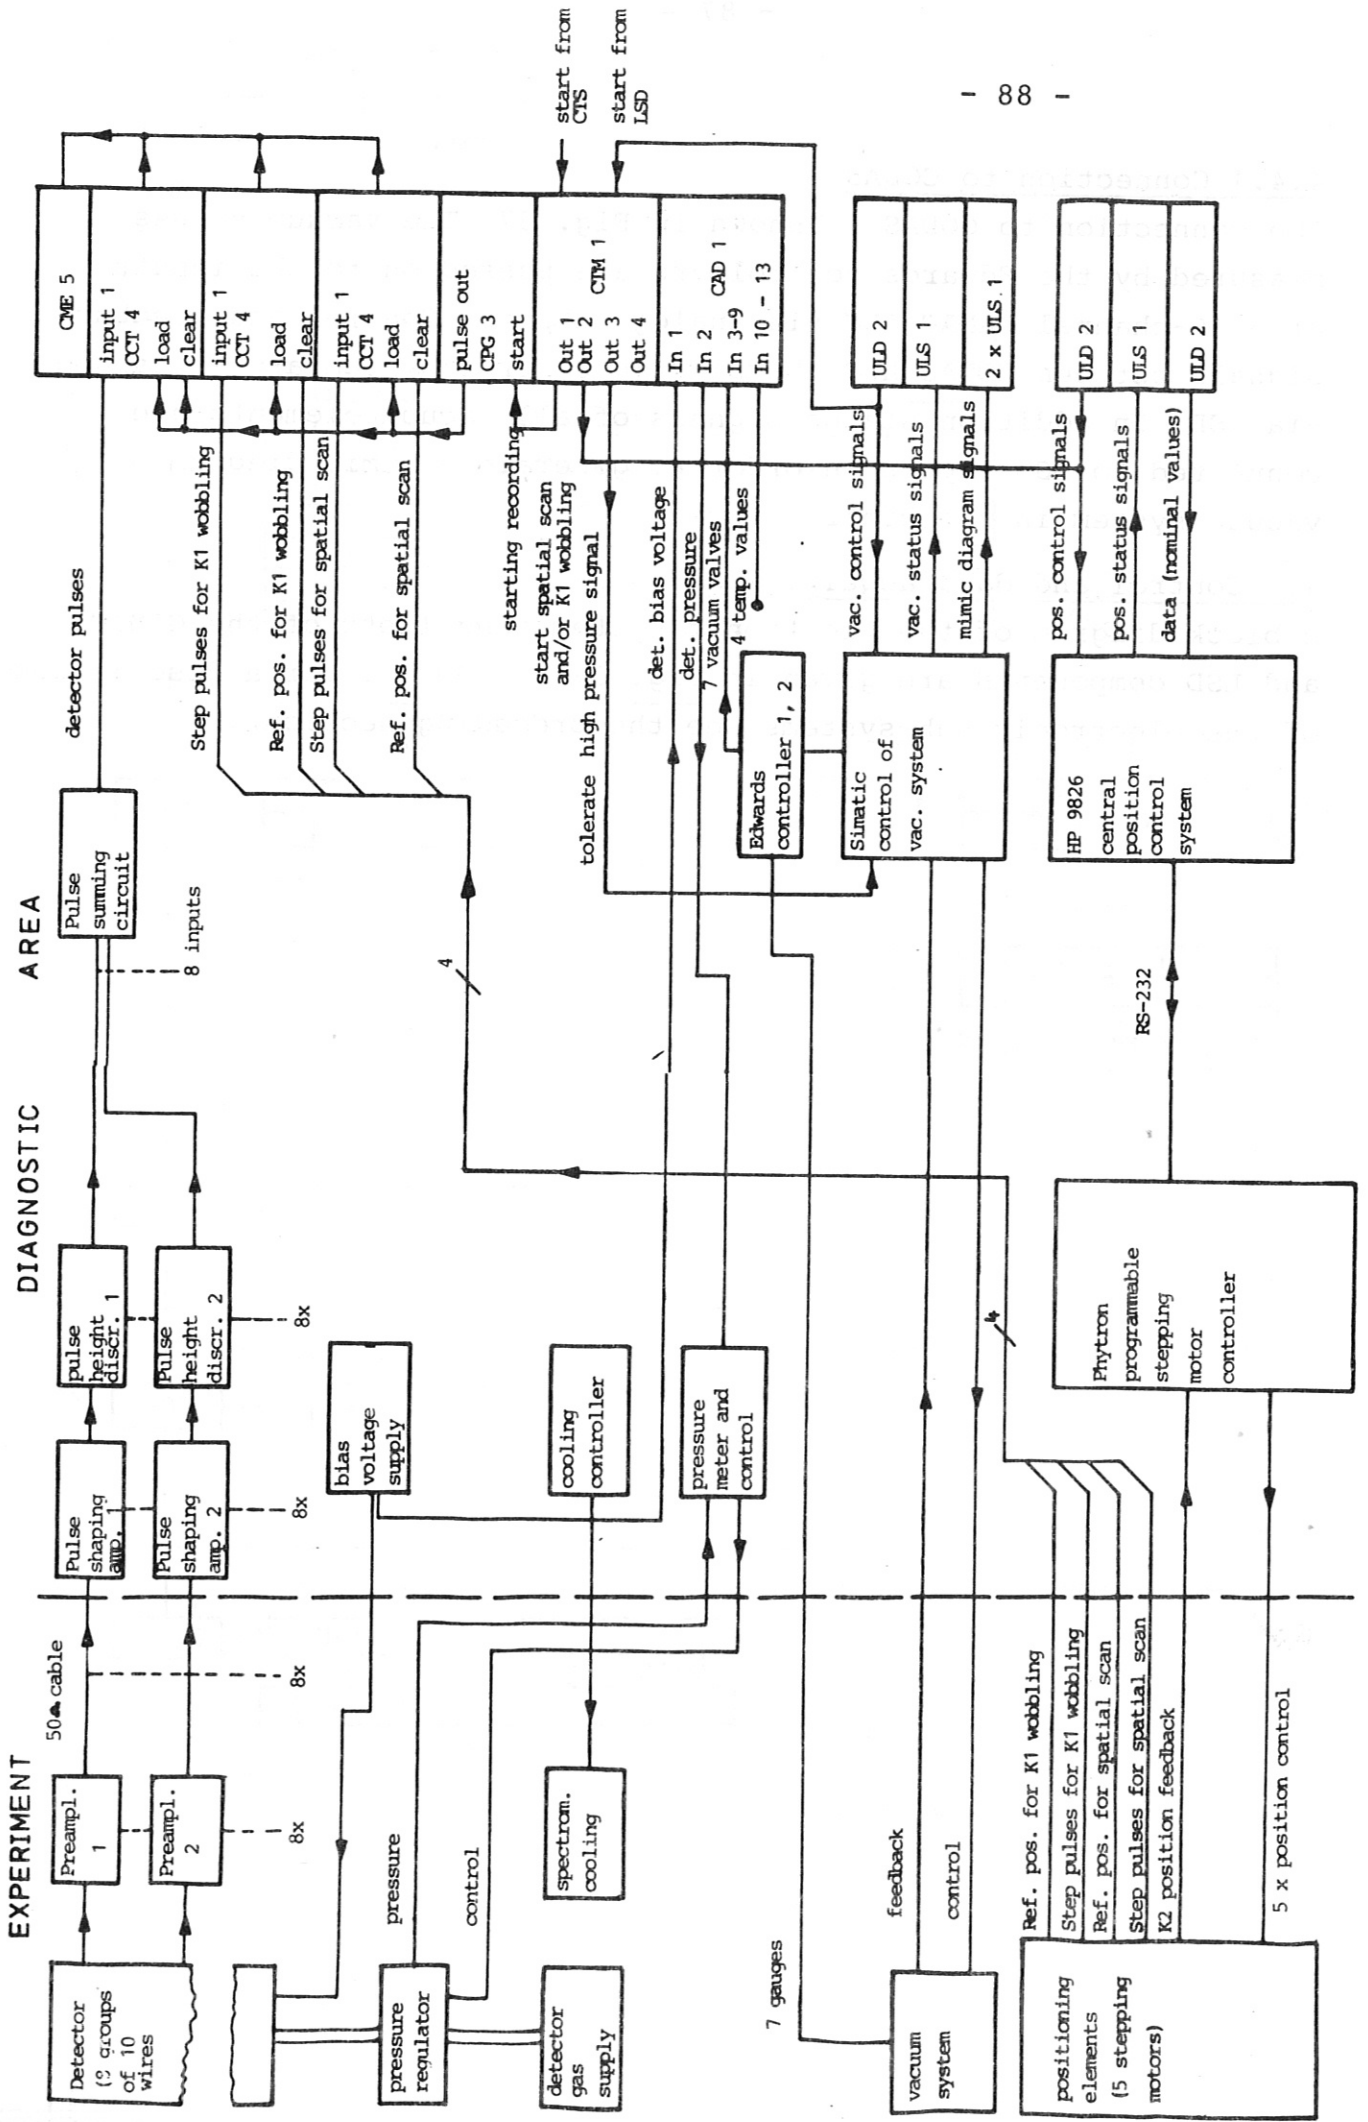 - 88 -
EXPERIMENT
DIAGNOSTIC
AREA
Detector
groups
of 10
wires
Preampl.
1
Preampl.
2
8x
50Ω cable
8x
Pulse
shaping
amp. 1
Pulse
shaping
amp. 2
8x
pulse
height
discr. 1
Pulse
height
discr. 2
8x
Pulse
summing
circuit
8 inputs
detector pulses
CME 5
input 1
CCT 4
load
clear
input 1
CCT 4
load
clear
input 1
CCT 4
load
clear
pulse out
CPG 3
start
Out 1
Out 2
CTM 1
Out 3
Out 4
In 1
In 2
CAD 1
In 3-9
In 10 - 13
start from
CTS
start from
LSD
Step pulses for K1 wobbling
Ref. pos. for K1 wobbling
Step pulses for spatial scan
Ref. pos. for spatial scan
starting recording
start spatial scan
and/or K1 wobbling
tolerate high pressure signal
det. bias voltage
det. pressure
7 vacuum valves
4 temp. values
4
bias
voltage
supply
cooling
controller
pressure
meter and
control
pressure
control
pressure
regulator
detector
gas
supply
spectrom.
cooling
Edwards
controller 1, 2
Simatic
control of
vac. system
ULD 2
ULS 1
2 x ULS.1
vac. control signals
vac. status signals
mimic diagram signals
7 gauges
vacuum
system
feedback
control
ULD 2
ULS 1
ULD 2
pos. control signals
pos. status signals
data (nominal values)
HP 9826
central
position
control
system
RS-232
Phytron
programmable
stepping
motor
controller
4
Ref. pos. for K1 wobbling
Step pulses for K1 wobbling
Ref. pos. for spatial scan
Step pulses for spatial scan
K2 position feedback
5 x position control
positioning
elements
(5 stepping
motors)